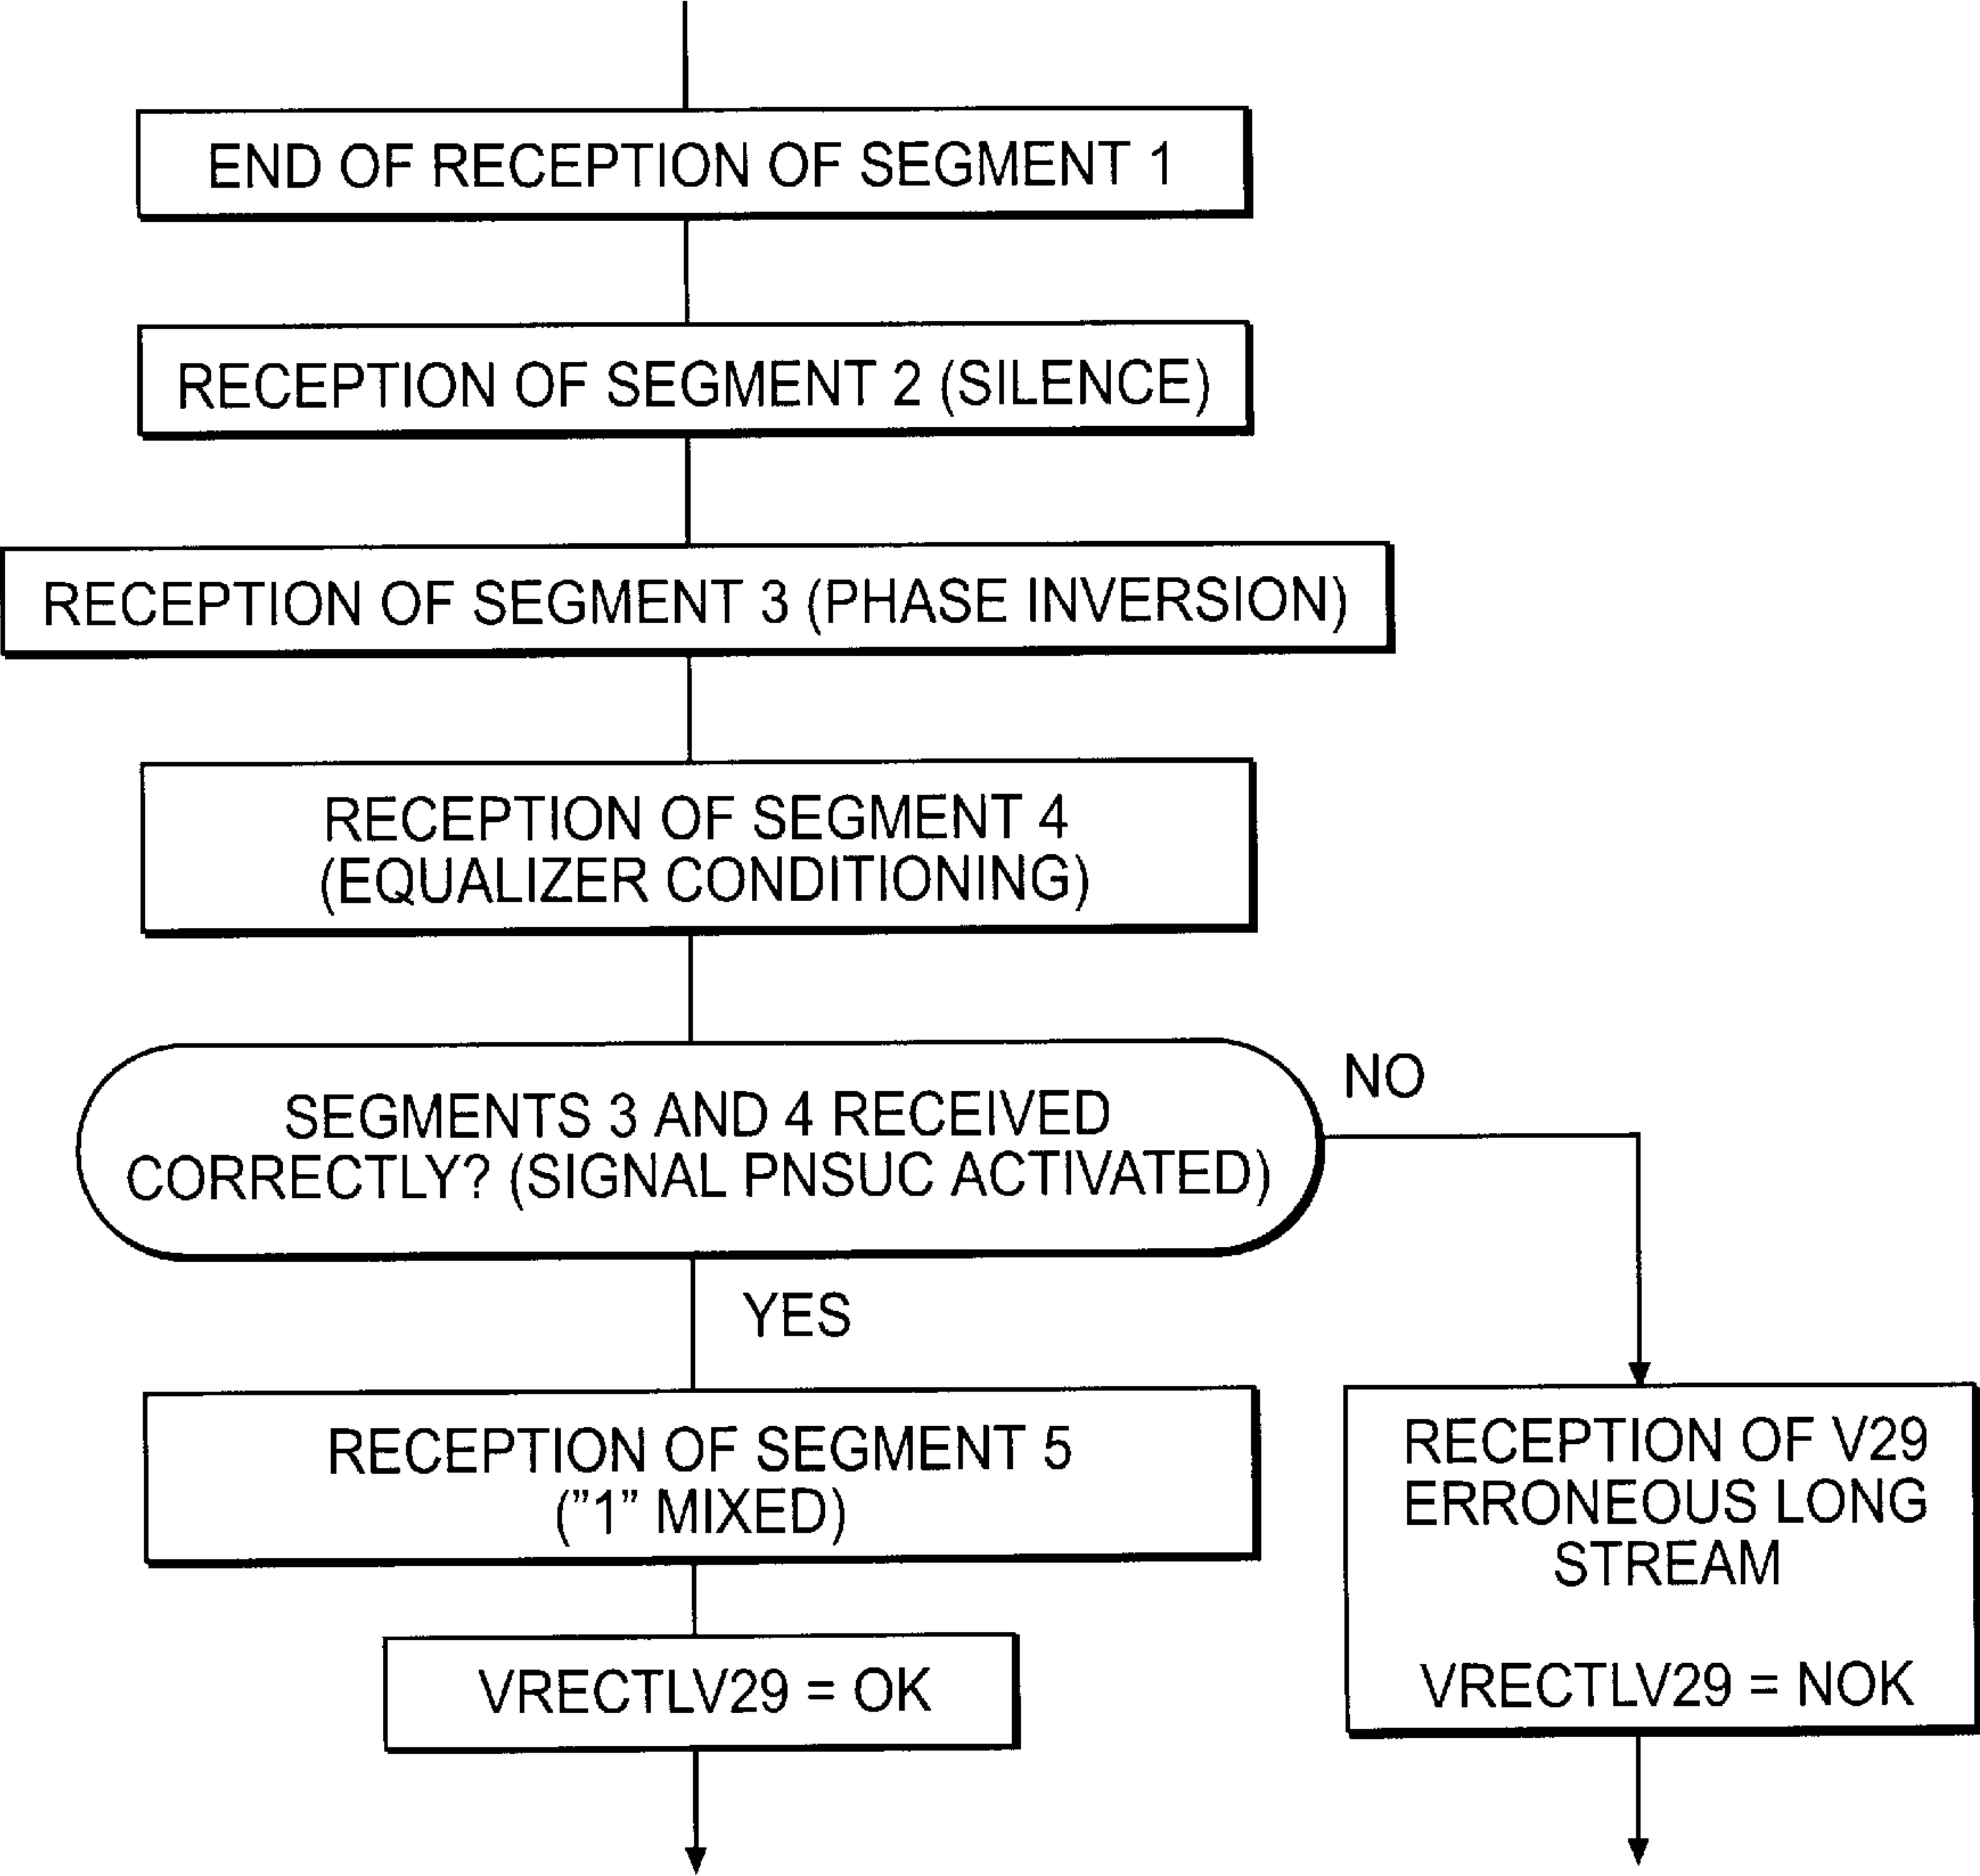 END OF RECEPTION OF SEGMENT 1
RECEPTION OF SEGMENT 2 (SILENCE)
RECEPTION OF SEGMENT 3 (PHASE INVERSION)
RECEPTION OF SEGMENT 4
(EQUALIZER CONDITIONING)
SEGMENTS 3 AND 4 RECEIVED
CORRECTLY? (SIGNAL PNSUC ACTIVATED)
NO
YES
RECEPTION OF SEGMENT 5
("1" MIXED)
VRECTLV29 = OK
RECEPTION OF V29
ERRONEOUS LONG
STREAM
VRECTLV29 = NOK